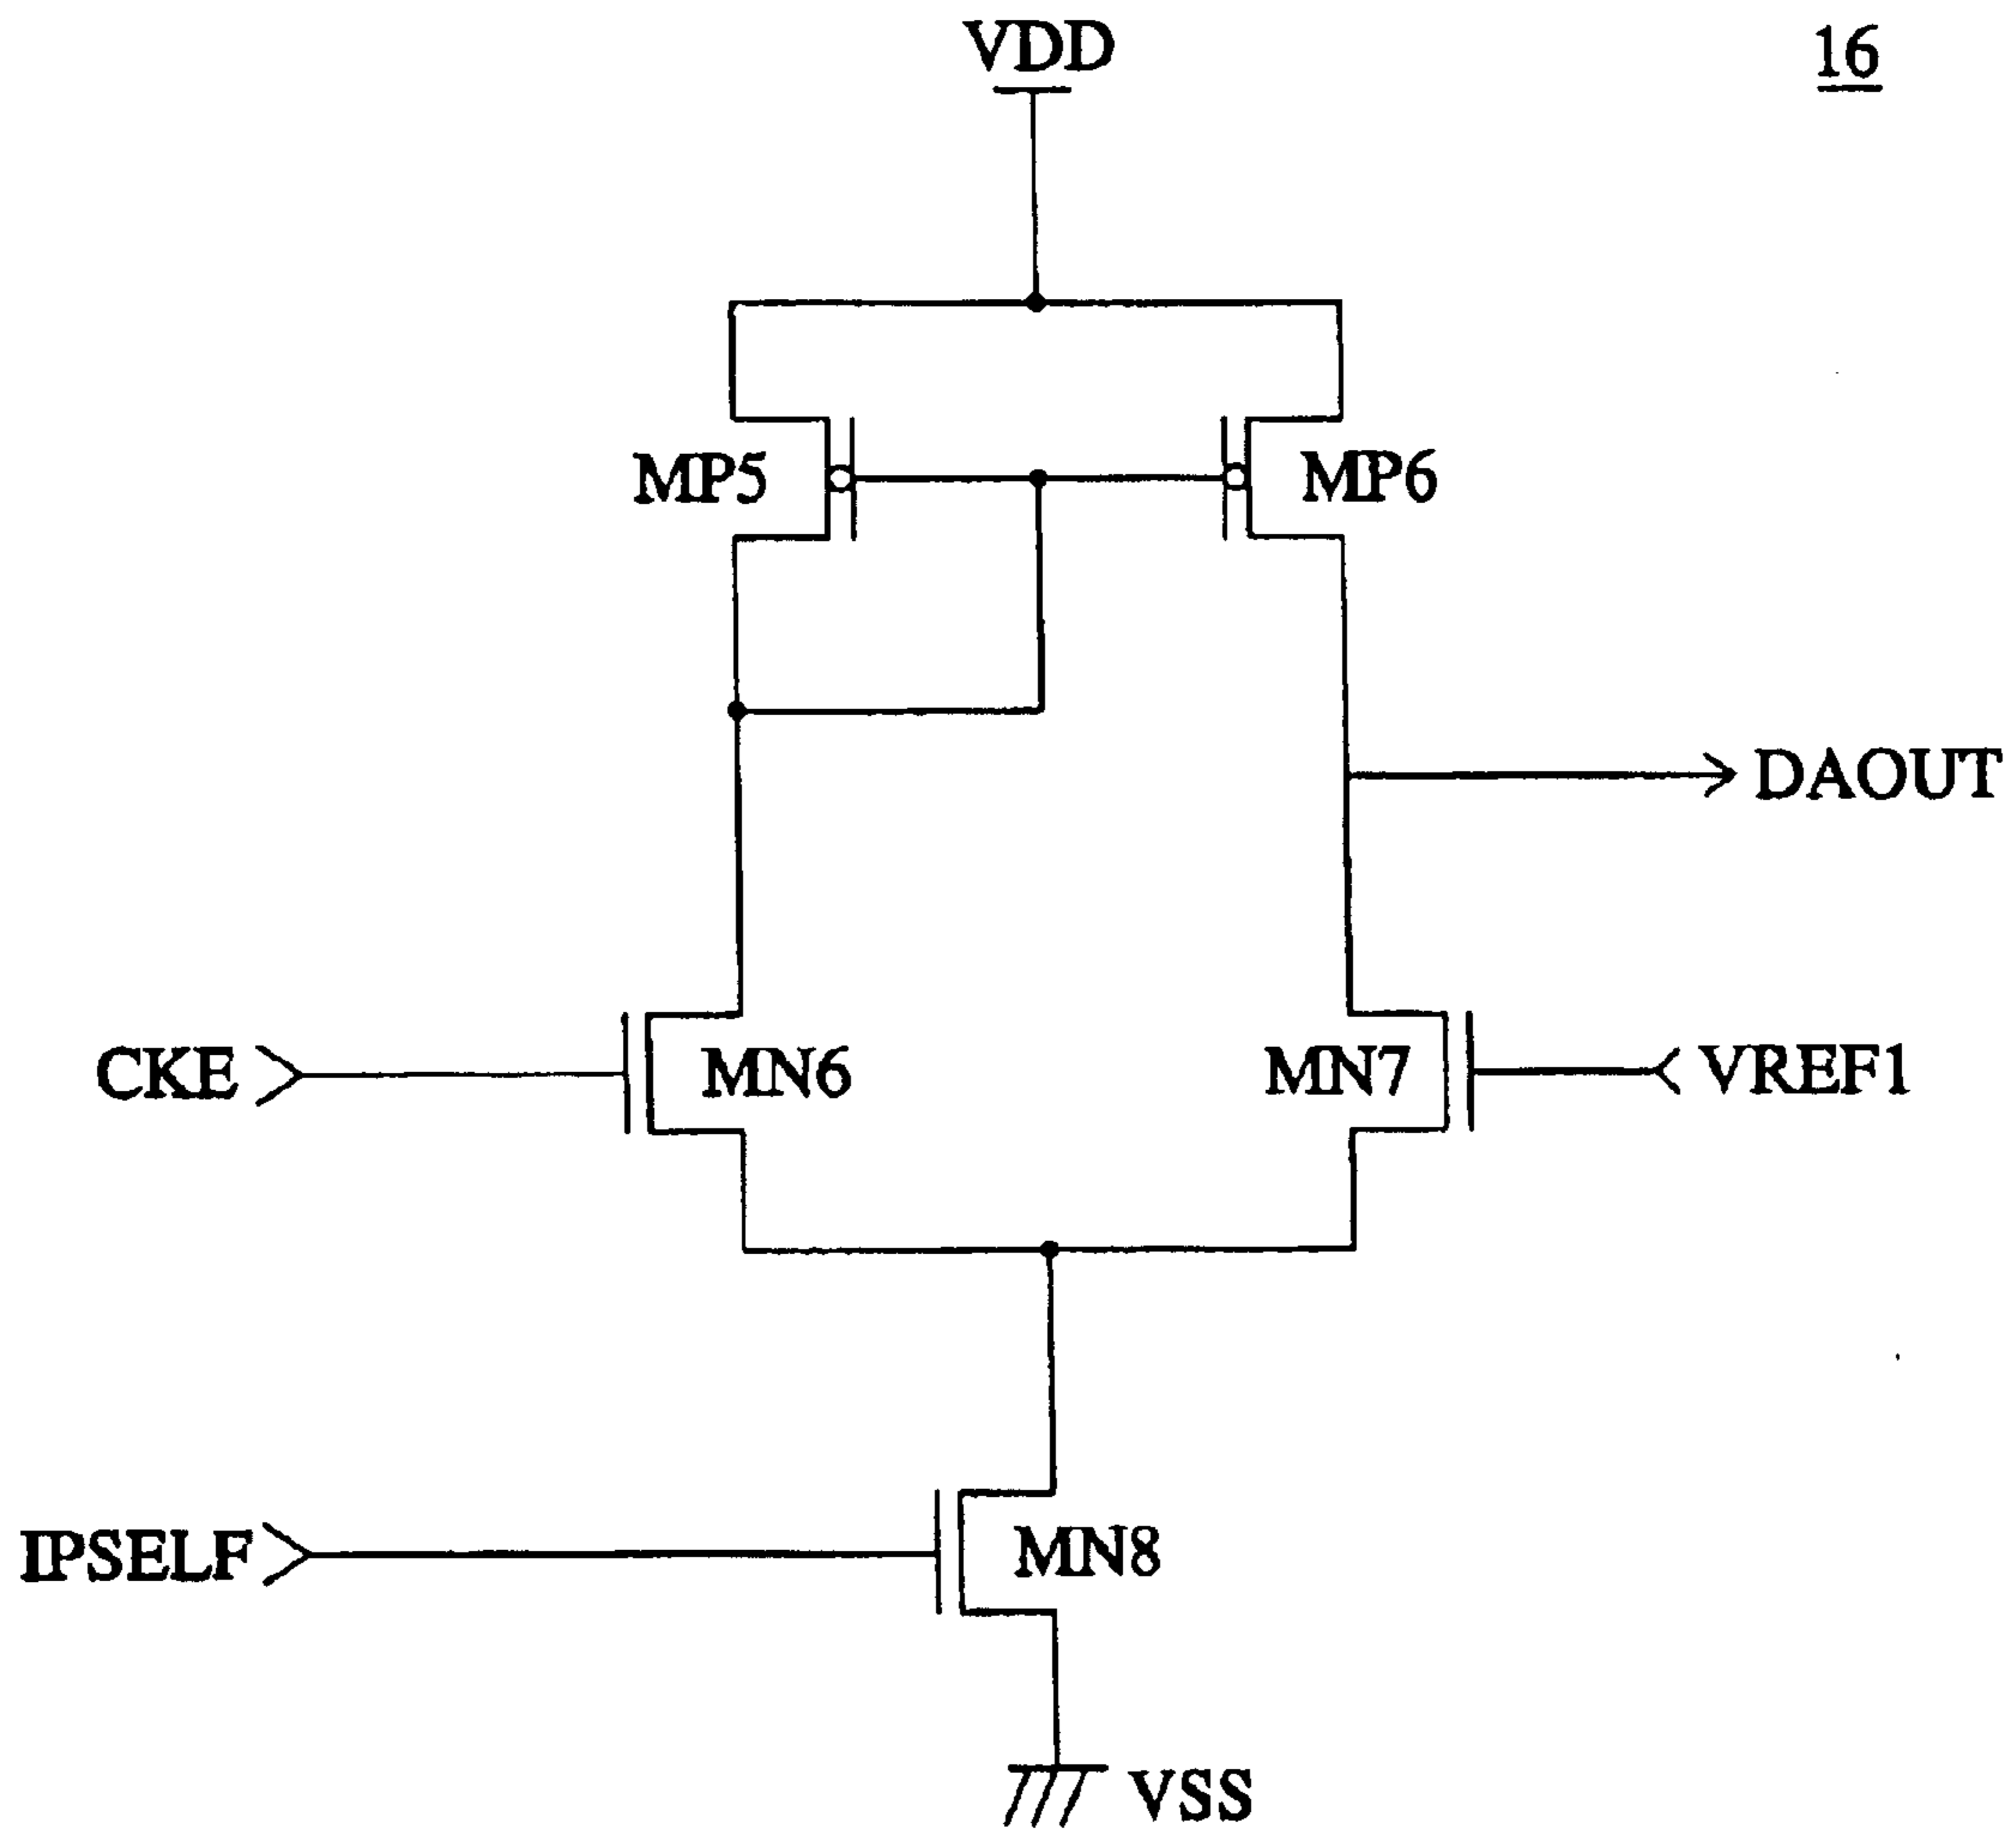 VDD
16
MP5
MP6
DAOUT
CKE
MN6
MN7
VREF1
IPSELF
MN8
VSS